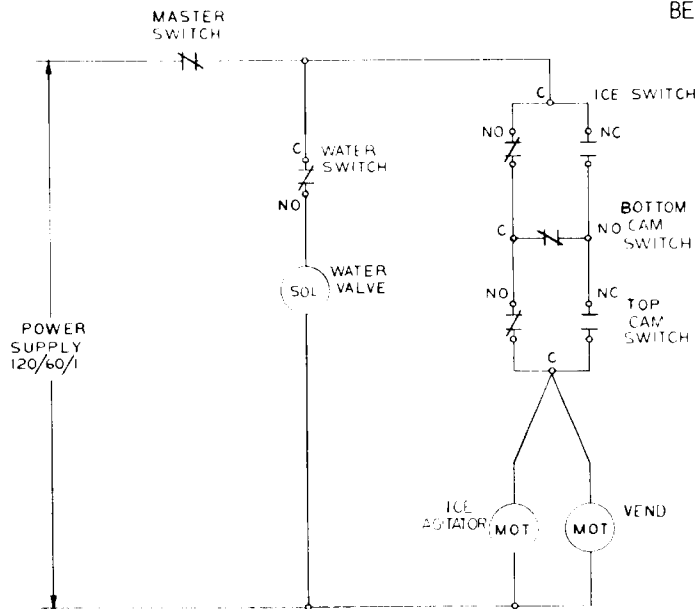 BE
MASTER
SWITCH
C
ICE SWITCH
NO
NC
C
WATER
SWITCH
NO
C
NO
BOTTOM
CAM
SWITCH
SOL
WATER
VALVE
NO
NC
TOP
CAM
SWITCH
POWER
SUPPLY
120/60/1
C
ICE
AGITATOR
MOT
MOT
VEND